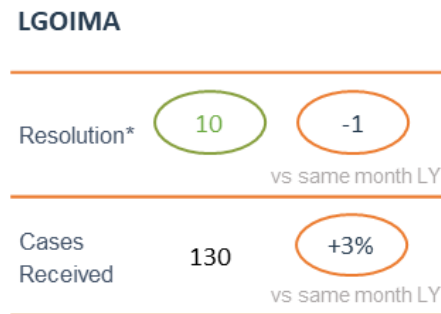 LGOIMA
Resolution* 10 -1
vs same month LY
Cases Received 130 +3%
vs same month LY